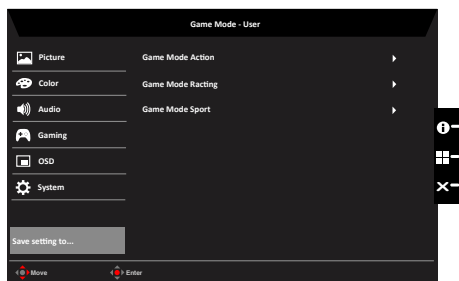 Game Mode - User
Picture
Game Mode Action
Color
Game Mode Racting
Audio
Game Mode Sport
Gaming
OSD
System
Save setting to...
Move
Enter